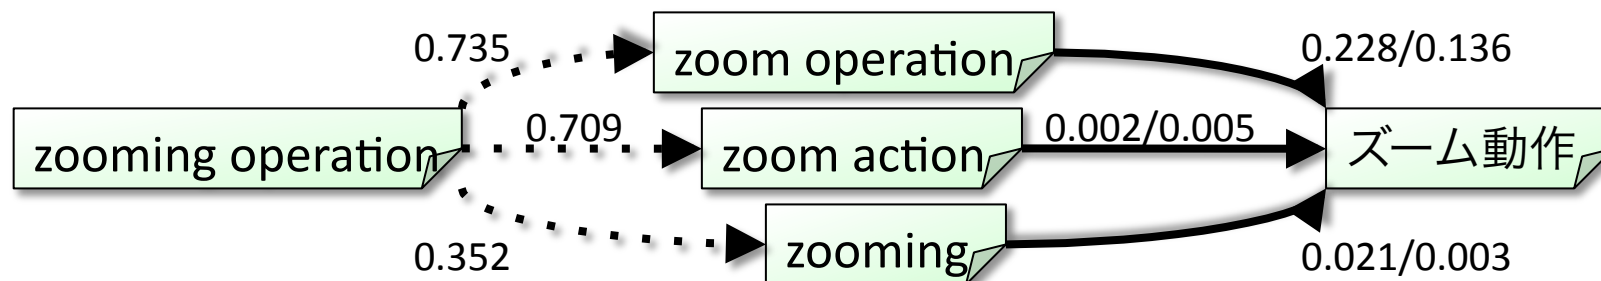 0.735
zoom operation
0.228/0.136
zooming operation
0.709
zoom action
0.002/0.005
ズーム動作
0.352
zooming
0.021/0.003